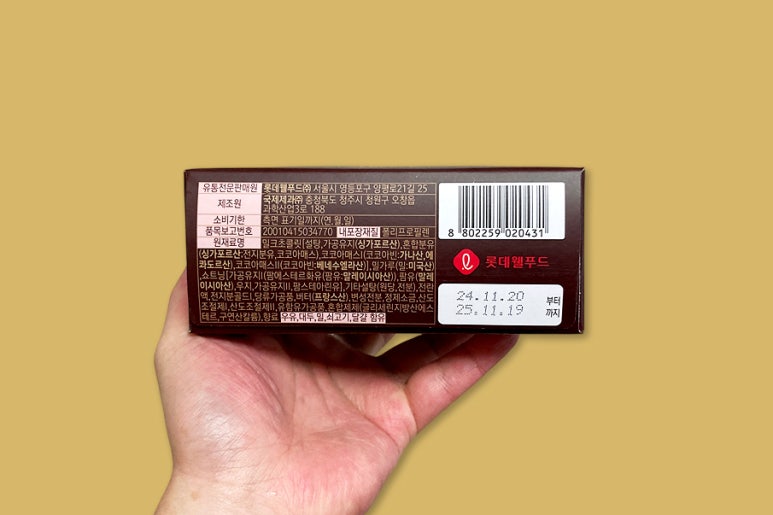 유통전문판매원 롯데웰푸드㈜ 서울시 영등포구 양평로21길 25
제조원 국제제과㈜ 충청북도 청주시 청원구 오창읍
과학산업3로 188
소비기한 측면 표기일까지(연.월.일)
품목보고번호 20010415034770 내포장재질 폴리프로필렌
원재료명 밀크초콜릿[설탕,가공유지(싱가포르산),혼합분유
(싱가포르산;전지분유,코코아매스),코코아매스(코코아빈;가나산,에
콰도르산),코코아매스II(코코아빈;베네수엘라산)],밀가루(밀:미국산)
,쇼트닝[가공유지(팜에스테르화유(팜유:말레이시아산),팜유(말레
이시아산),우지,가공유지II,팜스테아린유],기타설탕(원당,전분),전란
액,전지분골드I,당류가공품,버터(프랑스산),변성전분,정제소금,산도
조절제I,산도조절제II,유함유가공품,혼합제제(글리세린지방산에스
테르,구연산칼륨),향료 우유,대두,밀,쇠고기,달걀 함유
8 802259 020431
롯데웰푸드
24.11.20 부터
25.11.19 까지